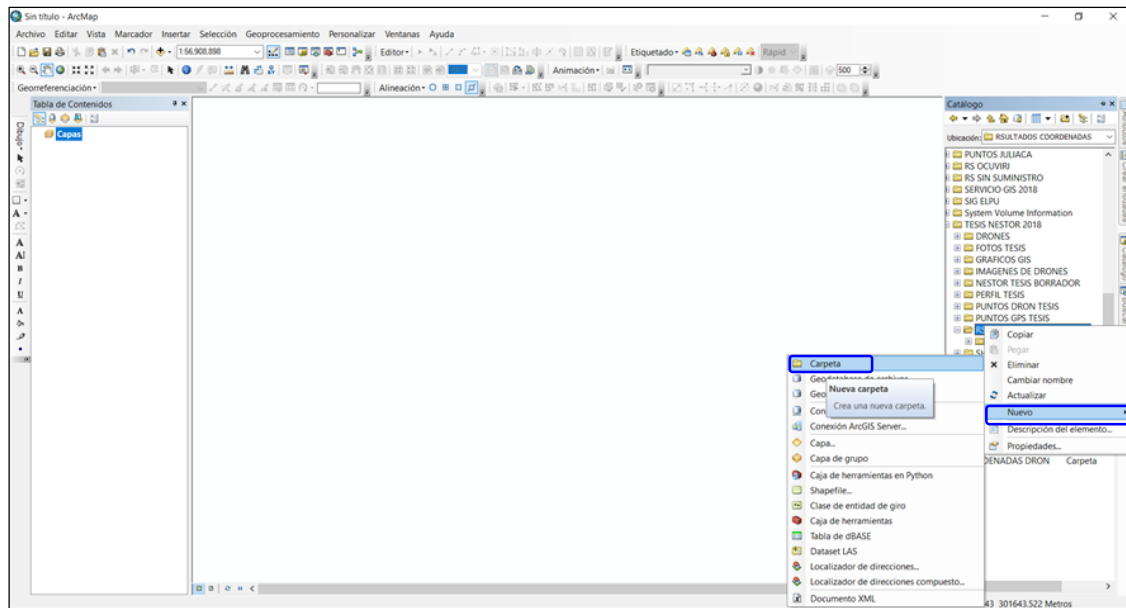 Sin título - ArcMap
Archivo Editar Vista Marcador Insertar Selección Geoprocesamiento Personalizar Ventanas Ayuda
1:56.908.898 Editor Etiquetado Rápido
Animación 500
Georreferenciación Alineación
Tabla de Contenidos
Capas
Dibujo
Catálogo
Ubicación: RSULTADOS COORDENADAS
PUNTOS JULIACA
RS OCUVIRI
RS SIN SUMINISTRO
SERVICIO GIS 2018
SIG ELPU
System Volume Information
TESIS NESTOR 2018
DRONES
FOTOS TESIS
GRAFICOS GIS
IMAGENES DE DRONES
NESTOR TESIS BORRADOR
PERFIL TESIS
PUNTOS DRON TESIS
PUNTOS GPS TESIS
Copiar
Pegar
Eliminar
Cambiar nombre
Actualizar
Nuevo
Descripción del elemento...
Propiedades...
DENADAS DRON Carpeta
Carpeta
Nueva carpeta
Crea una nueva carpeta.
Conexión ArcGIS Server...
Capa...
Capa de grupo
Caja de herramientas en Python
Shapefile...
Clase de entidad de giro
Caja de herramientas
Tabla de dBASE
Dataset LAS
Localizador de direcciones...
Localizador de direcciones compuesto...
Documento XML
43 301643.522 Metros